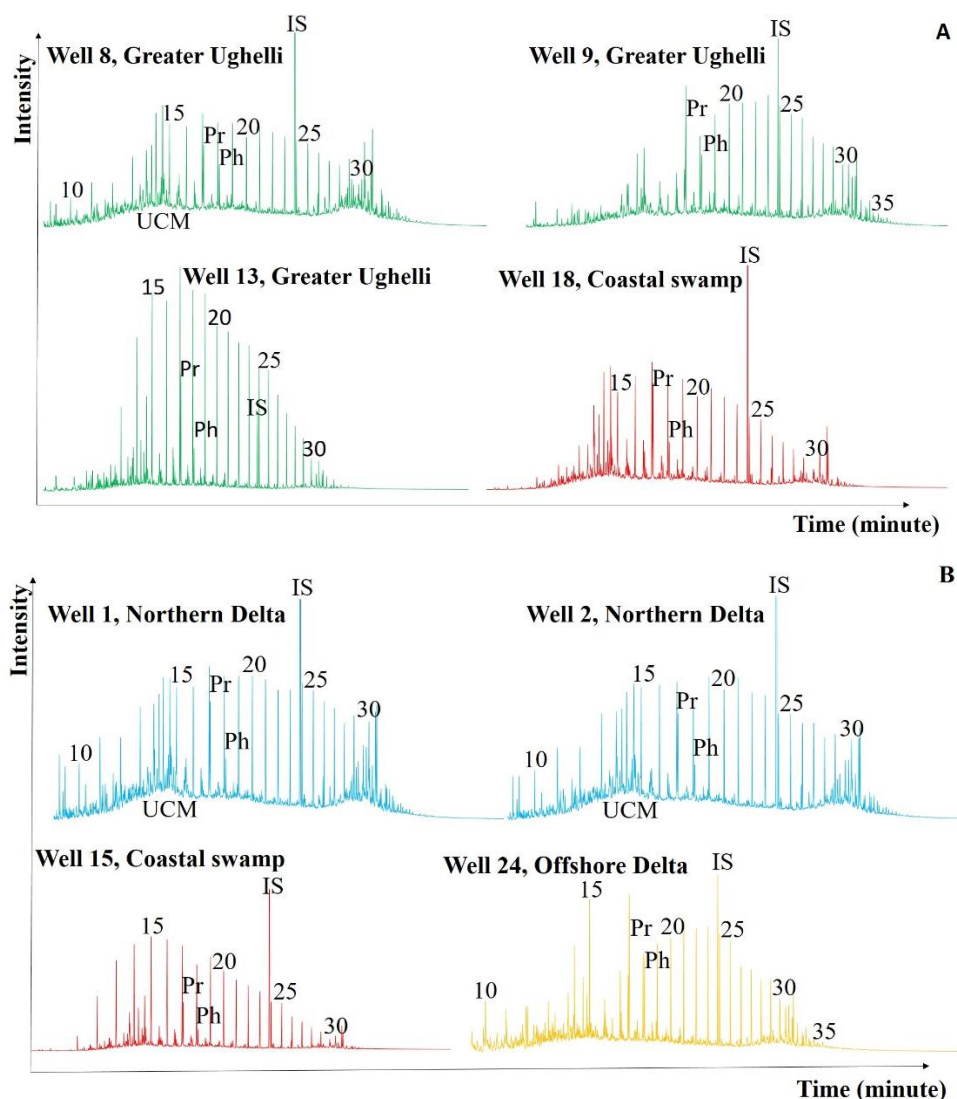 A
Intensity
Well 8, Greater Ughelli
IS
10
15
Pr
Ph
20
25
30
UCM
Well 9, Greater Ughelli
IS
Pr
Ph
20
25
30
35
Well 13, Greater Ughelli
15
Pr
Ph
20
25
IS
30
Well 18, Coastal swamp
IS
15
Pr
Ph
20
25
30
Time (minute)
B
Intensity
Well 1, Northern Delta
IS
10
15
Pr
Ph
20
25
30
UCM
Well 2, Northern Delta
IS
10
15
Pr
Ph
20
25
30
UCM
Well 15, Coastal swamp
IS
15
Pr
Ph
20
25
30
Well 24, Offshore Delta
IS
10
15
Pr
Ph
20
25
30
35
Time (minute)